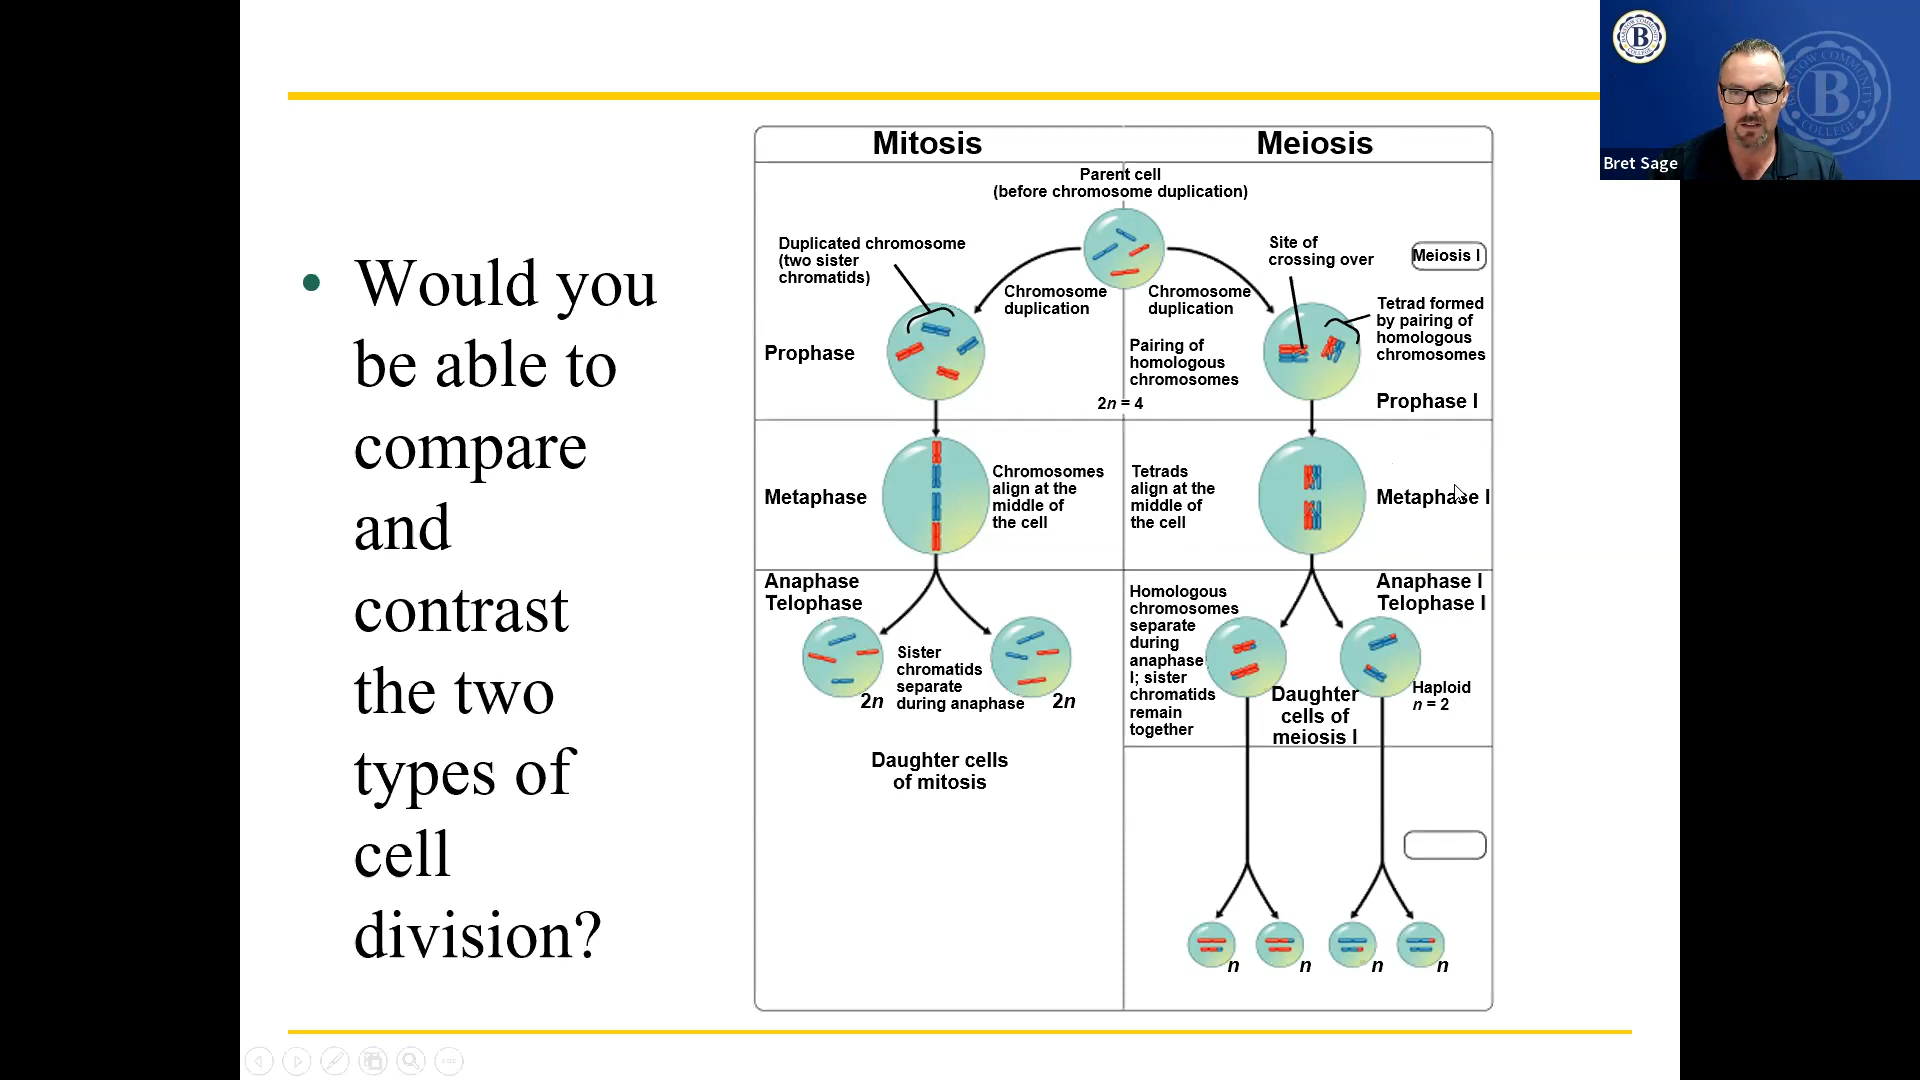 Bret Sage
B
BARSTOW COMMUNITY
COLLEGE
• Would you
be able to
compare
and
contrast
the two
types of
cell
division?
Mitosis
Meiosis
Parent cell
(before chromosome duplication)
Duplicated chromosome
(two sister
chromatids)
Chromosome
duplication
Chromosome
duplication
Site of
crossing over
Meiosis I
Tetrad formed
by pairing of
homologous
chromosomes
Prophase
Pairing of
homologous
chromosomes
2n = 4
Prophase I
Metaphase
Chromosomes
align at the
middle of
the cell
Tetrads
align at the
middle of
the cell
Metaphase I
Anaphase
Telophase
Sister
chromatids
separate
during anaphase
2n
2n
Daughter cells
of mitosis
Homologous
chromosomes
separate
during
anaphase
I; sister
chromatids
remain
together
Anaphase I
Telophase I
Daughter
cells of
meiosis I
Haploid
n = 2
n
n
n
n